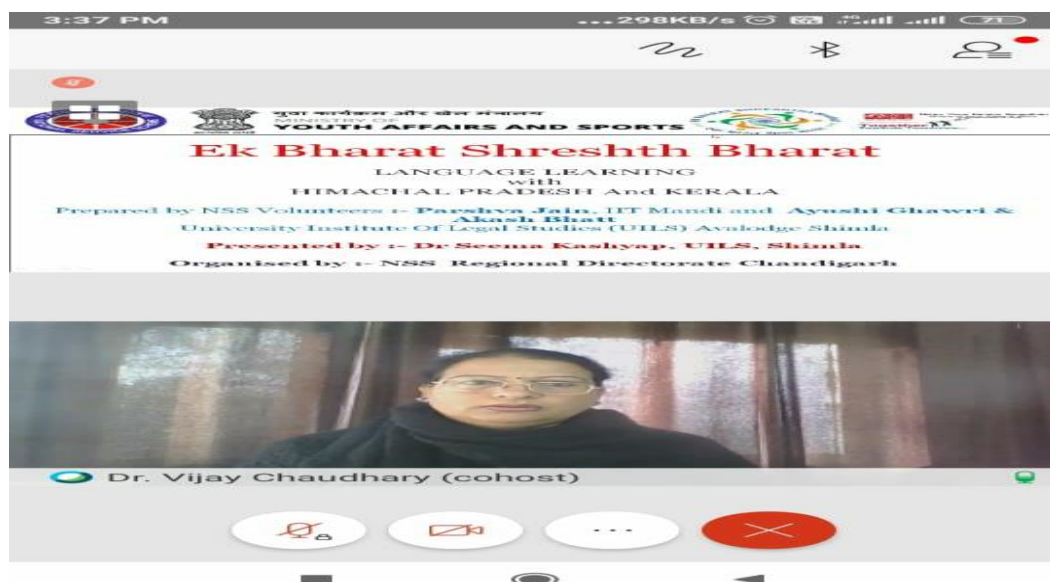 3:37 PM
...298KB/s 4G 71
युवा कार्यक्रम और खेल मंत्रालय
MINISTRY OF
YOUTH AFFAIRS AND SPORTS
Ek Bharat Shreshth Bharat
LANGUAGE LEARNING
with
HIMACHAL PRADESH And KERALA
Prepared by NSS Volunteers :- Parshva Jain, IIT Mandi and Ayushi Ghawri &
Akash Bhatt
University Institute Of Legal Studies (UILS) Avalodge Shimla
Presented by :- Dr Seema Kashyap, UILS, Shimla
Organised by :- NSS Regional Directorate Chandigarh
Dr. Vijay Chaudhary (cohost)